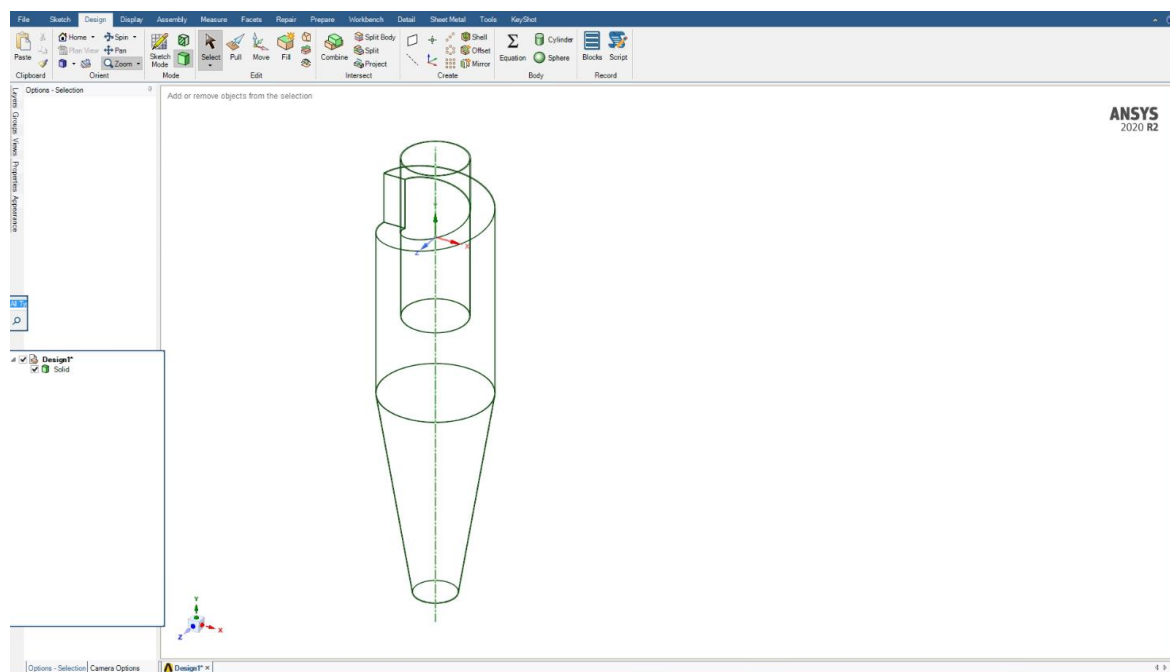 File Sketch Design Display Assembly Measure Facets Repair Prepare Workbench Detail Sheet Metal Tools KeyShot
Paste
Clipboard
Home Spin
Plan View Pan
Zoom
Orient
Sketch Mode
Mode
Select Pull Move Fill
Edit
Combine
Split Body
Split
Project
Intersect
Shell
Offset
Mirror
Create
Equation
Cylinder
Sphere
Body
Blocks Script
Record
Layers Groups Views Properties Appearance
Options - Selection
Add or remove objects from the selection
ANSYS
2020 R2
Y
X
Z
Design1*
Solid
Y
X
Z
Options - Selection Camera Options
Design1*